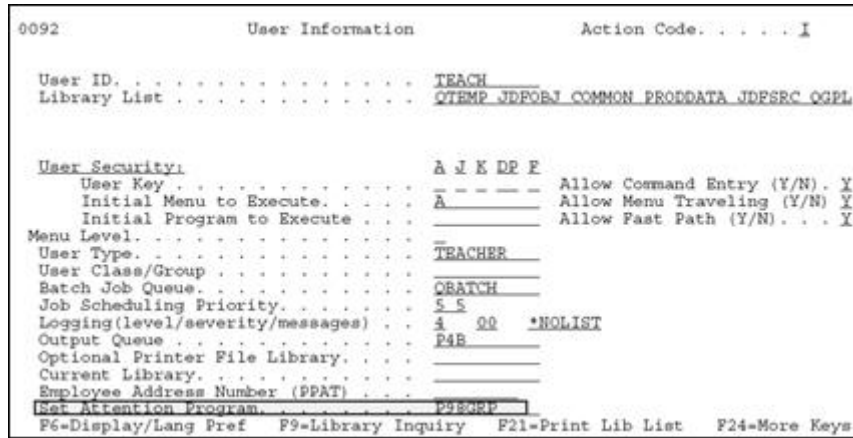 0092 User Information Action Code. . . . . I
User ID. . . . . . . . . . . . . . TEACH
Library List . . . . . . . . . . . QTEMP JDFOBJ COMMON PRODDATA JDFSRC QGPL
User Security: A J K DP F
User Key . . . . . . . . . . . . Allow Command Entry (Y/N). Y
Initial Menu to Execute. . . . . A Allow Menu Traveling (Y/N) Y
Initial Program to Execute . . . Allow Fast Path (Y/N). . . Y
Menu Level. . . . . . . . . . . . .
User Type. . . . . . . . . . . . . TEACHER
User Class/Group . . . . . . . . .
Batch Job Queue. . . . . . . . . . QBATCH
Job Scheduling Priority. . . . . . 5 5
Logging(level/severity/messages) . . 4 00 *NOLIST
Output Queue . . . . . . . . . . . P4B
Optional Printer File Library. . . .
Current Library. . . . . . . . . .
Employee Address Number (PPAT) . . .
Set Attention Program. . . . . . . P98GRP
F6=Display/Lang Pref F9=Library Inquiry F21=Print Lib List F24=More Keys